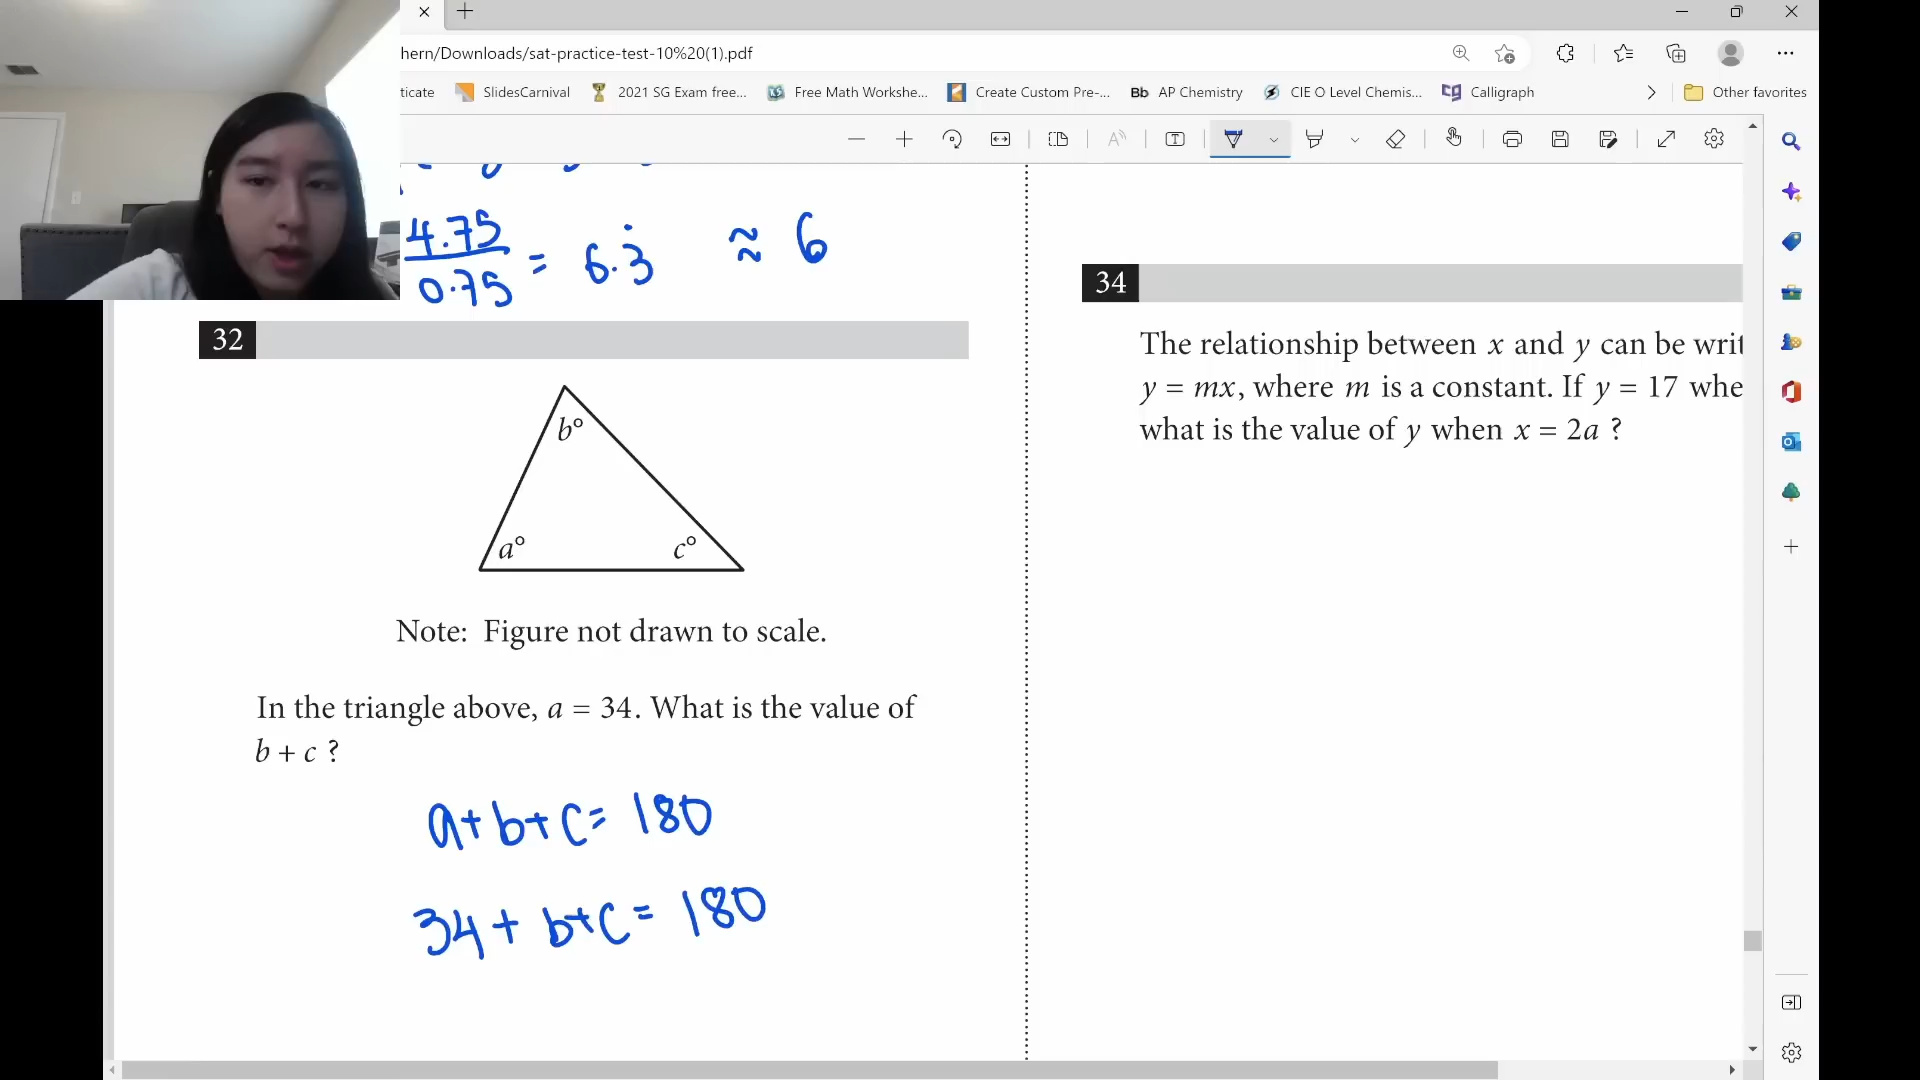 hern/Downloads/sat-practice-test-10%20(1).pdf
ticate SlidesCarnival 2021 SG Exam free... Free Math Workshe... Create Custom Pre-... Bb AP Chemistry CIE O Level Chemis... Calligraph Other favorites
4.75
0.75 = 6.3̇ ≈ 6
32
b°
a° c°
Note: Figure not drawn to scale.
In the triangle above, a = 34. What is the value of
b + c ?
a+b+c= 180
34+ b+c= 180
34
The relationship between x and y can be writ
y = mx, where m is a constant. If y = 17 whe
what is the value of y when x = 2a ?